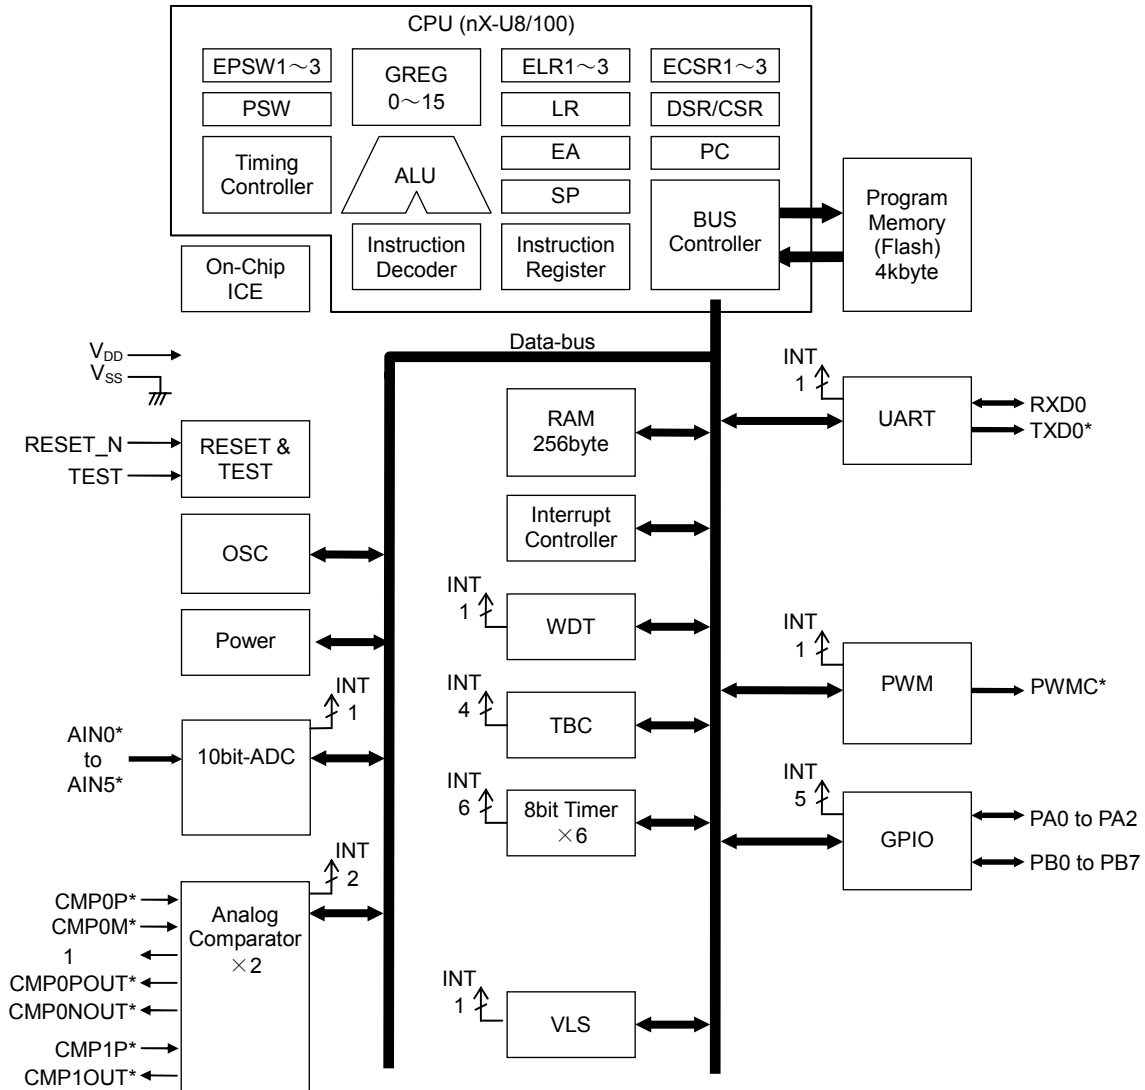 CPU (nX-U8/100)
EPSW1～3
GREG
0～15
ELR1～3
ECSR1～3
PSW
LR
DSR/CSR
Timing
Controller
ALU
EA
PC
SP
BUS
Controller
Program
Memory
(Flash)
4kbyte
On-Chip
ICE
Instruction
Decoder
Instruction
Register
Data-bus
VDD
VSS
RESET_N
TEST
RESET &
TEST
RAM
256byte
INT
1
UART
RXD0
TXD0*
OSC
Interrupt
Controller
Power
INT
1
WDT
INT
1
PWM
PWMC*
INT
1
AIN0*
to
AIN5*
10bit-ADC
INT
4
TBC
INT
6
8bit Timer
×6
INT
5
GPIO
PA0 to PA2
PB0 to PB7
INT
2
CMP0P*
CMP0M*
1
CMP0POUT*
CMP0NOUT*
CMP1P*
CMP1OUT*
Analog
Comparator
×2
INT
1
VLS